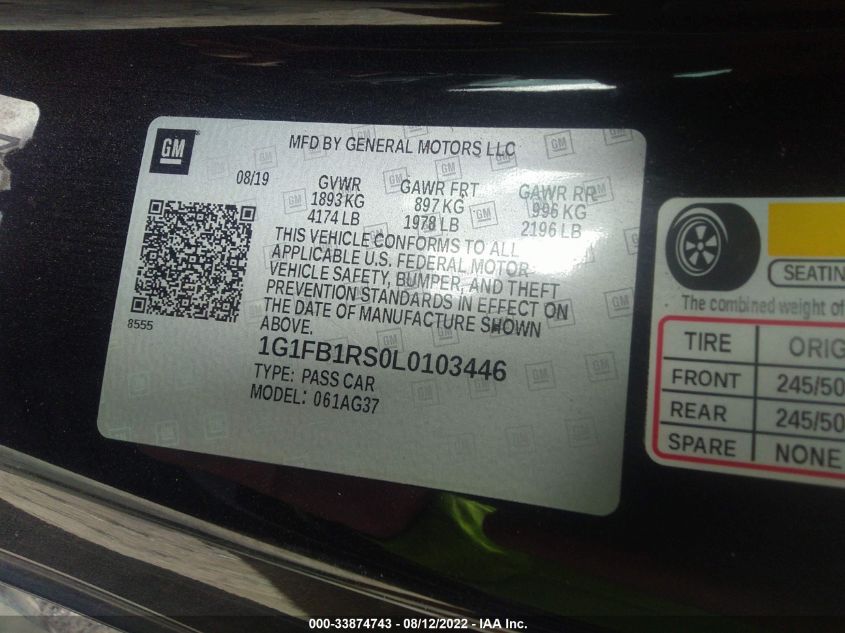 GM
MFD BY GENERAL MOTORS LLC
08/19
GVWR GAWR FRT GAWR RR
1893 KG 897 KG 996 KG
4174 LB 1978 LB 2196 LB
THIS VEHICLE CONFORMS TO ALL
APPLICABLE U.S. FEDERAL MOTOR
VEHICLE SAFETY, BUMPER, AND THEFT
PREVENTION STANDARDS IN EFFECT ON
THE DATE OF MANUFACTURE SHOWN
ABOVE.
8555
1G1FB1RS0L0103446
TYPE: PASS CAR
MODEL: 061AG37
SEATIN
The combined weight of
TIRE ORIG
FRONT 245/50
REAR 245/50
SPARE NONE
000-33874743 - 08/12/2022 - IAA Inc.